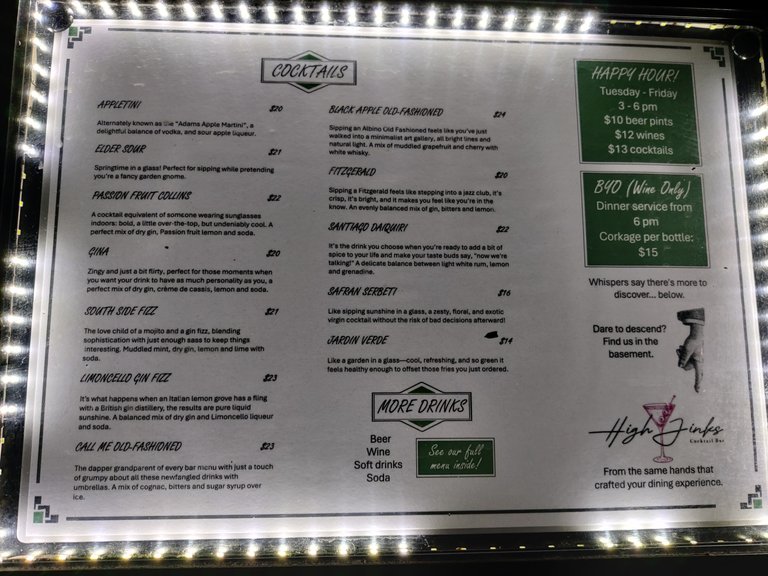 COCKTAILS
APPLETINI $20
Alternately known as the "Adams Apple Martini", a
delightful balance of vodka, and sour apple liqueur.
ELDER SOUR $21
Springtime in a glass! Perfect for sipping while pretending
you're a fancy garden gnome.
PASSION FRUIT COLLINS $22
A cocktail equivalent of someone wearing sunglasses
indoors: bold, a little over-the-top, but undeniably cool. A
perfect mix of dry gin, Passion fruit lemon and soda.
GINA $20
Zingy and just a bit flirty, perfect for those moments when
you want your drink to have as much personality as you, a
perfect mix of dry gin, crème de cassis, lemon and soda.
SOUTH SIDE FIZZ $21
The love child of a mojito and a gin fizz, blending
sophistication with just enough sass to keep things
interesting. Muddled mint, dry gin, lemon and lime with
soda.
LIMONCELLO GIN FIZZ $23
It's what happens when an Italian lemon grove has a fling
with a British gin distillery, the results are pure liquid
sunshine. A balanced mix of dry gin and Limoncello liqueur
and soda.
CALL ME OLD-FASHIONED $23
The dapper grandparent of every bar menu with just a touch
of grumpy about all these newfangled drinks with
umbrellas. A mix of cognac, bitters and sugar syrup over
ice.
BLACK APPLE OLD-FASHIONED $24
Sipping an Albino Old Fashioned feels like you've just
walked into a minimalist art gallery, all bright lines and
natural light. A mix of muddled grapefruit and cherry with
white whisky.
FITZGERALD $20
Sipping a Fitzgerald feels like stepping into a jazz club, it's
crisp, it's bright, and it makes you feel like you're in the
know. An evenly balanced mix of gin, bitters and lemon.
SANTIAGO DAIQUIRI $22
It's the drink you choose when you're ready to add a bit of
spice to your life and make your taste buds say, "now we're
talking!" A delicate balance between light white rum, lemon
and grenadine.
SAFRAN SERBETI $16
Like sipping sunshine in a glass, a zesty, floral, and exotic
virgin cocktail without the risk of bad decisions afterward!
JARDIN VERDE $14
Like a garden in a glass—cool, refreshing, and so green it
feels healthy enough to offset those fries you just ordered.
MORE DRINKS
Beer
Wine
Soft drinks
Soda
See our full
menu inside!
HAPPY HOUR!
Tuesday - Friday
3 - 6 pm
$10 beer pints
$12 wines
$13 cocktails
BYO (Wine Only)
Dinner service from
6 pm
Corkage per bottle:
$15
Whispers say there's more to
discover... below.
Dare to descend?
Find us in the
basement.
High Jinks
Cocktail Bar
From the same hands that
crafted your dining experience.